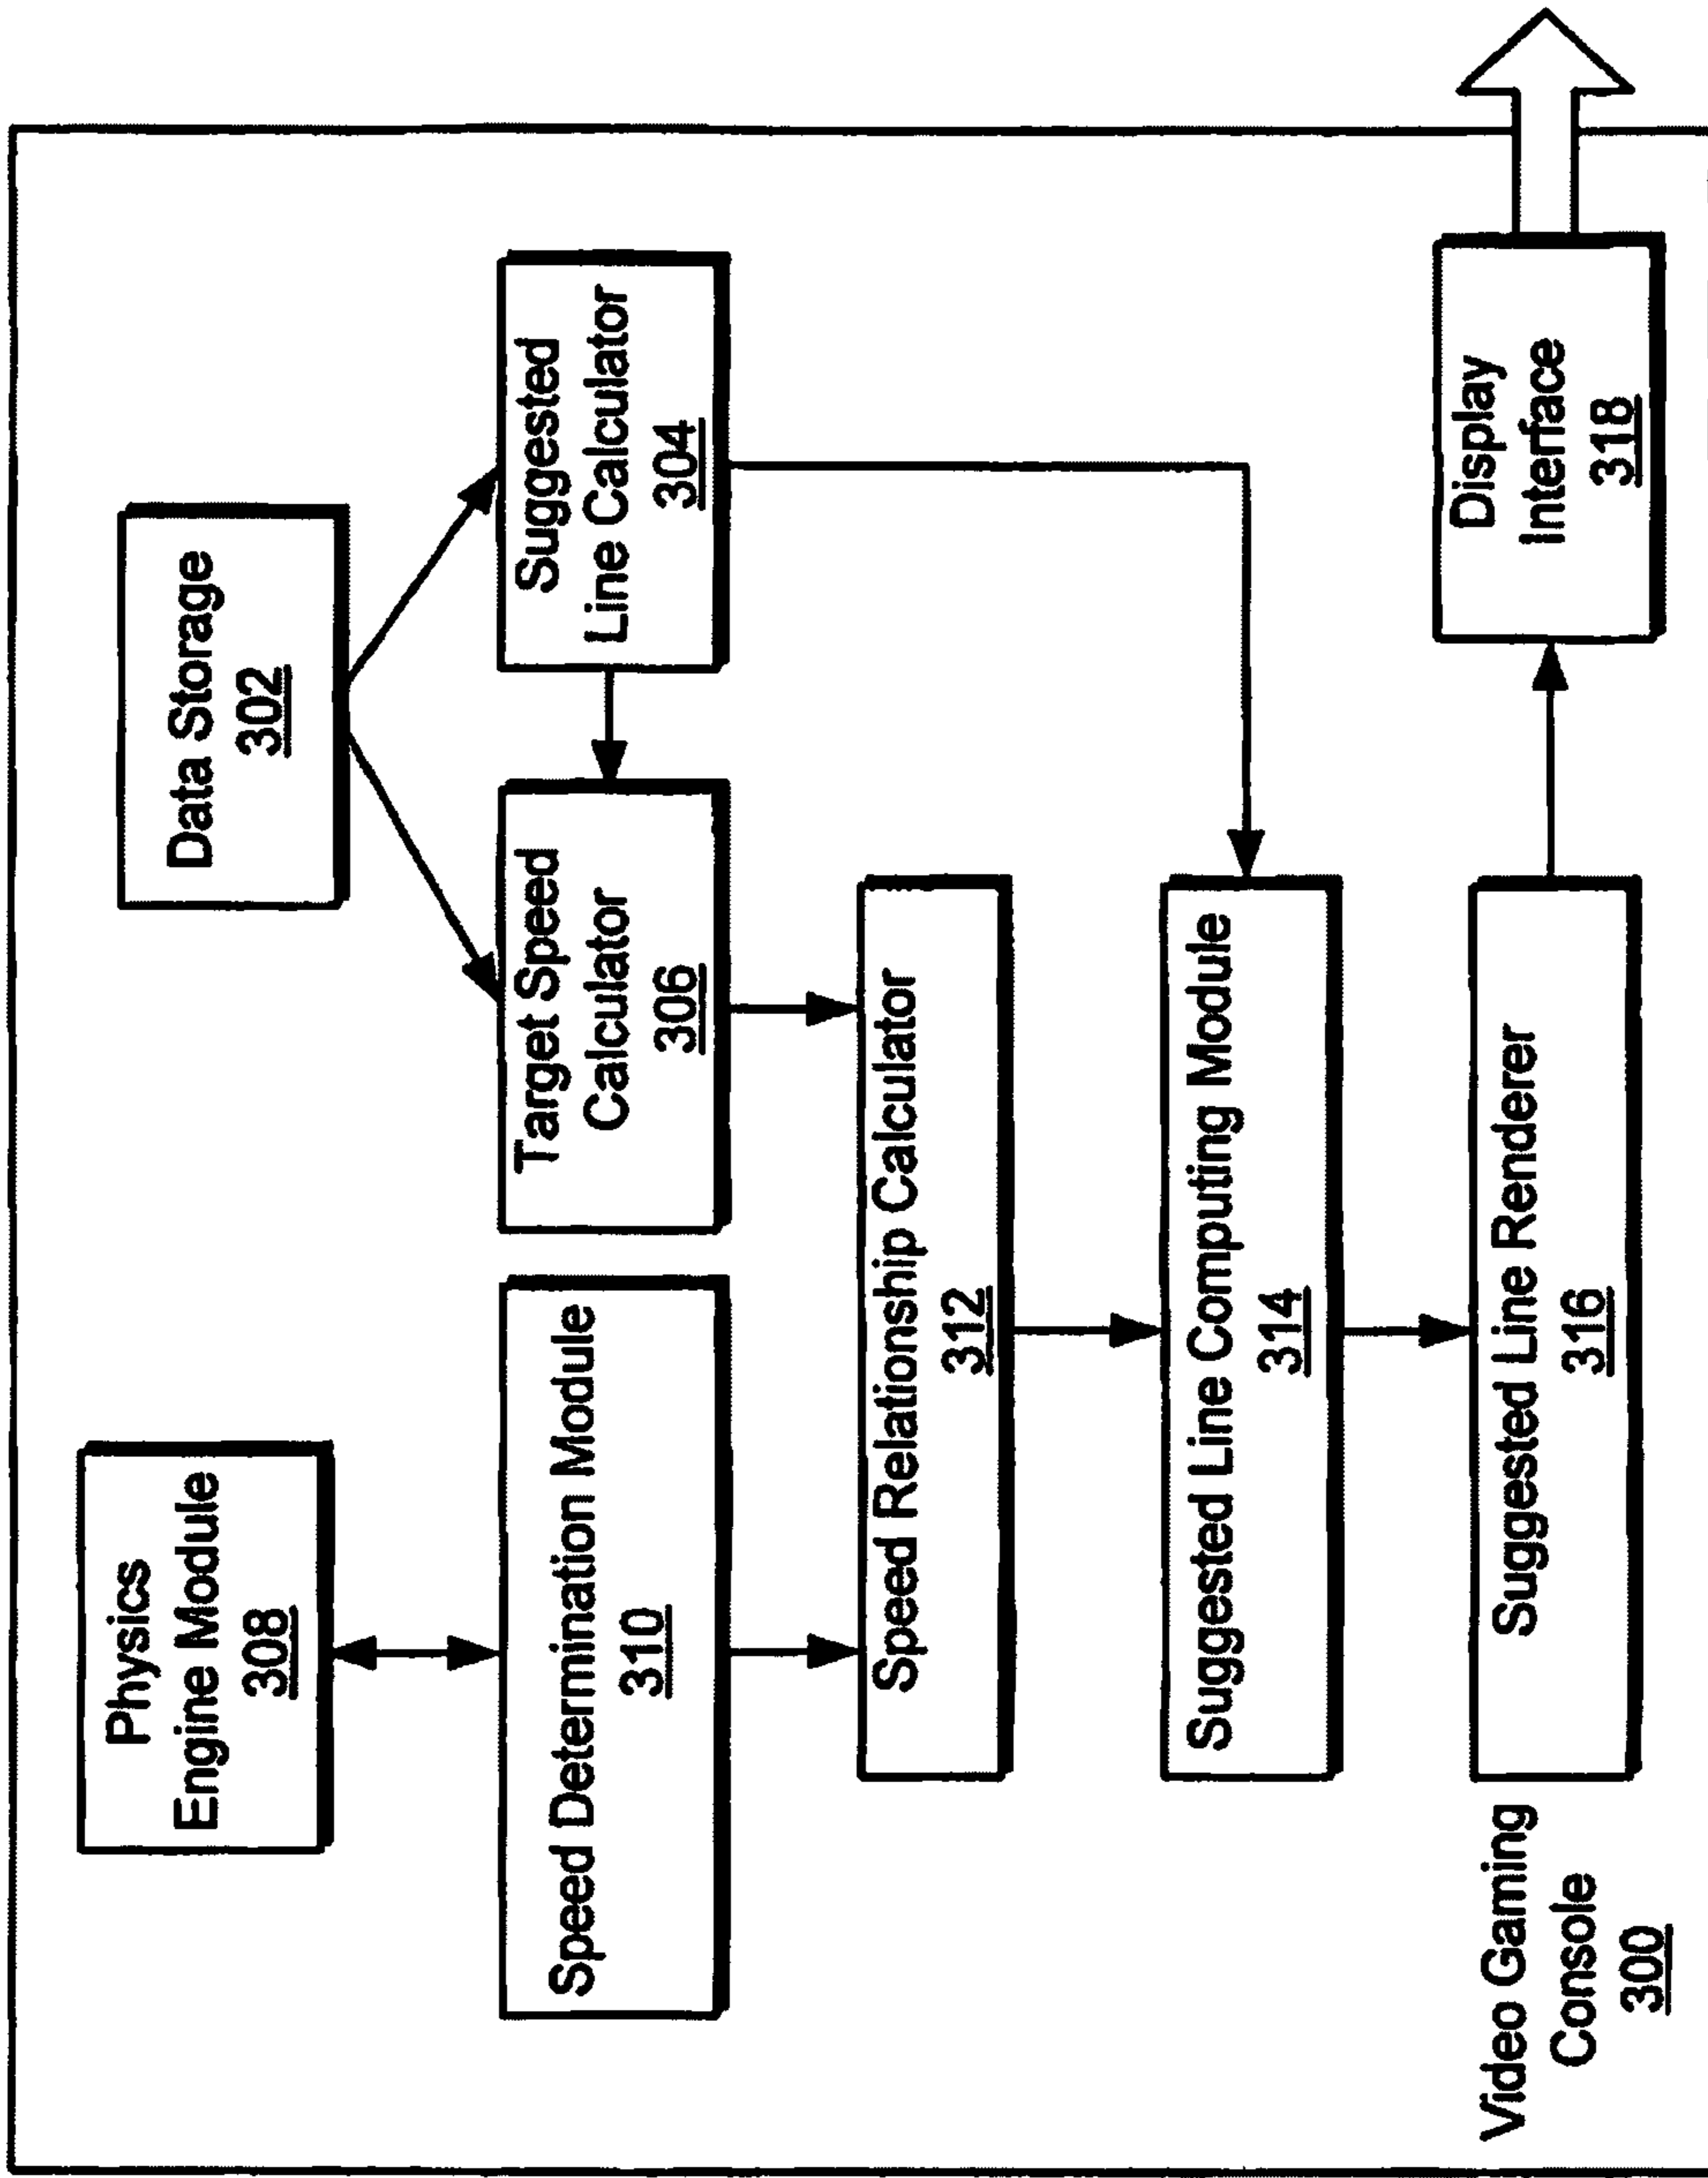 Physics
Engine Module
308
Data Storage
302
Speed Determination Module
310
Target Speed
Calculator
306
Suggested
Line Calculator
304
Speed Relationship Calculator
312
Suggested Line Computing Module
314
Suggested Line Renderer
316
Display
Interface
318
Video Gaming
Console
300